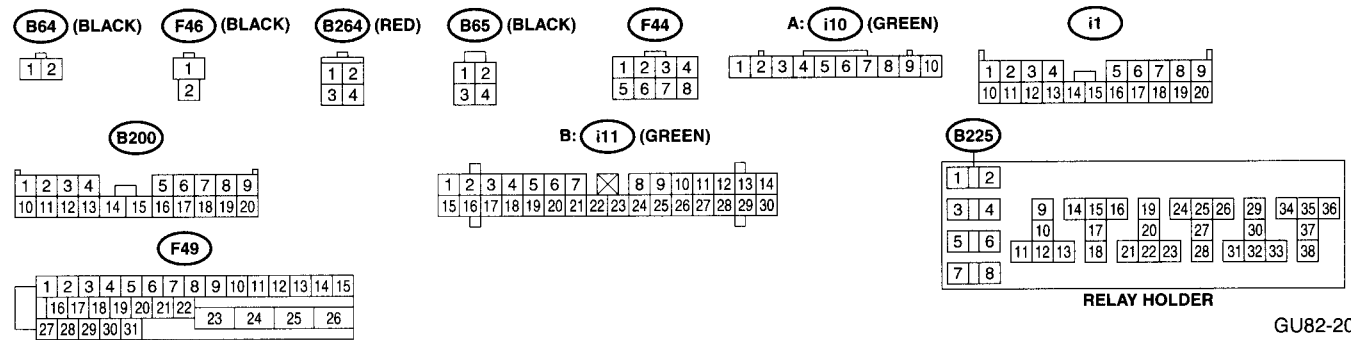 B64 (BLACK) F46 (BLACK) B264 (RED) B65 (BLACK) F44 A: i10 (GREEN) i1
1 2
1
2
1 2
3 4
1 2
3 4
1 2 3 4
5 6 7 8
1 2 3 4 5 6 7 8 9 10
1 2 3 4 5 6 7 8 9
10 11 12 13 14 15 16 17 18 19 20
B200 B: i11 (GREEN) B225
1 2 3 4 5 6 7 8 9
10 11 12 13 14 15 16 17 18 19 20
1 2 3 4 5 6 7 8 9 10 11 12 13 14
15 16 17 18 19 20 21 22 23 24 25 26 27 28 29 30
1 2
3 4 9 14 15 16 19 24 25 26 29 34 35 36
5 6 10 17 20 27 30 37
11 12 13 18 21 22 23 28 31 32 33 38
7 8
RELAY HOLDER
F49
1 2 3 4 5 6 7 8 9 10 11 12 13 14 15
16 17 18 19 20 21 22 23 24 25 26
27 28 29 30 31
GU82-20